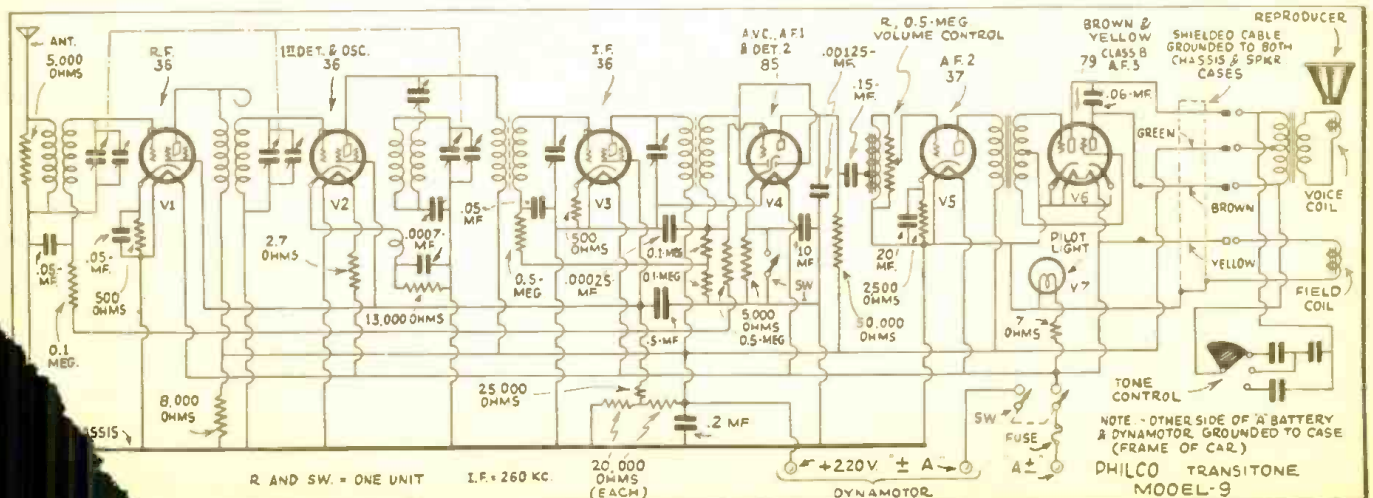 ANT.
5,000
OHMS
R.F.
36
1ST DET. & OSC.
36
I.F.
36
A.V.C., A.F.1
& DET. 2
85
.00125-
MF.
R, 0.5-MEG
VOLUME CONTROL
.15-
MF.
A.F.2
37
BROWN &
YELLOW
CLASS B
79 A.F.3
.06-MF.
SHIELDED CABLE
GROUNDED TO BOTH
CHASSIS & SPKR
CASES
REPRODUCER
GREEN
BROWN
YELLOW
VOICE
COIL
FIELD
COIL
V1
V2
V3
V4
V5
V6
PILOT
LIGHT
V7
7
OHMS
.05-
MF.
.05-
MF.
500
OHMS
0.1
MEG.
2.7
OHMS
.0007-
MF.
13,000 OHMS
.05
MF
500
OHMS
0.5-
MEG
.00025-
MF
0.1-MEG
0.1-MEG
.5-MF
5,000
OHMS
0.5-MEG
SW
1
10
MF
20
MF.
2500
OHMS
50,000
OHMS
8,000
OHMS
25,000
OHMS
.2 MF
20,000
OHMS
(EACH)
ASSIS
R AND SW. = ONE UNIT
I.F. = 260 KC.
+220V. ± A
DYNAMOTOR
SW
FUSE
A±
TONE
CONTROL
NOTE.- OTHER SIDE OF "A" BATTERY
& DYNAMOTOR GROUNDED TO CASE
(FRAME OF CAR)
PHILCO TRANSITONE
MODEL-9